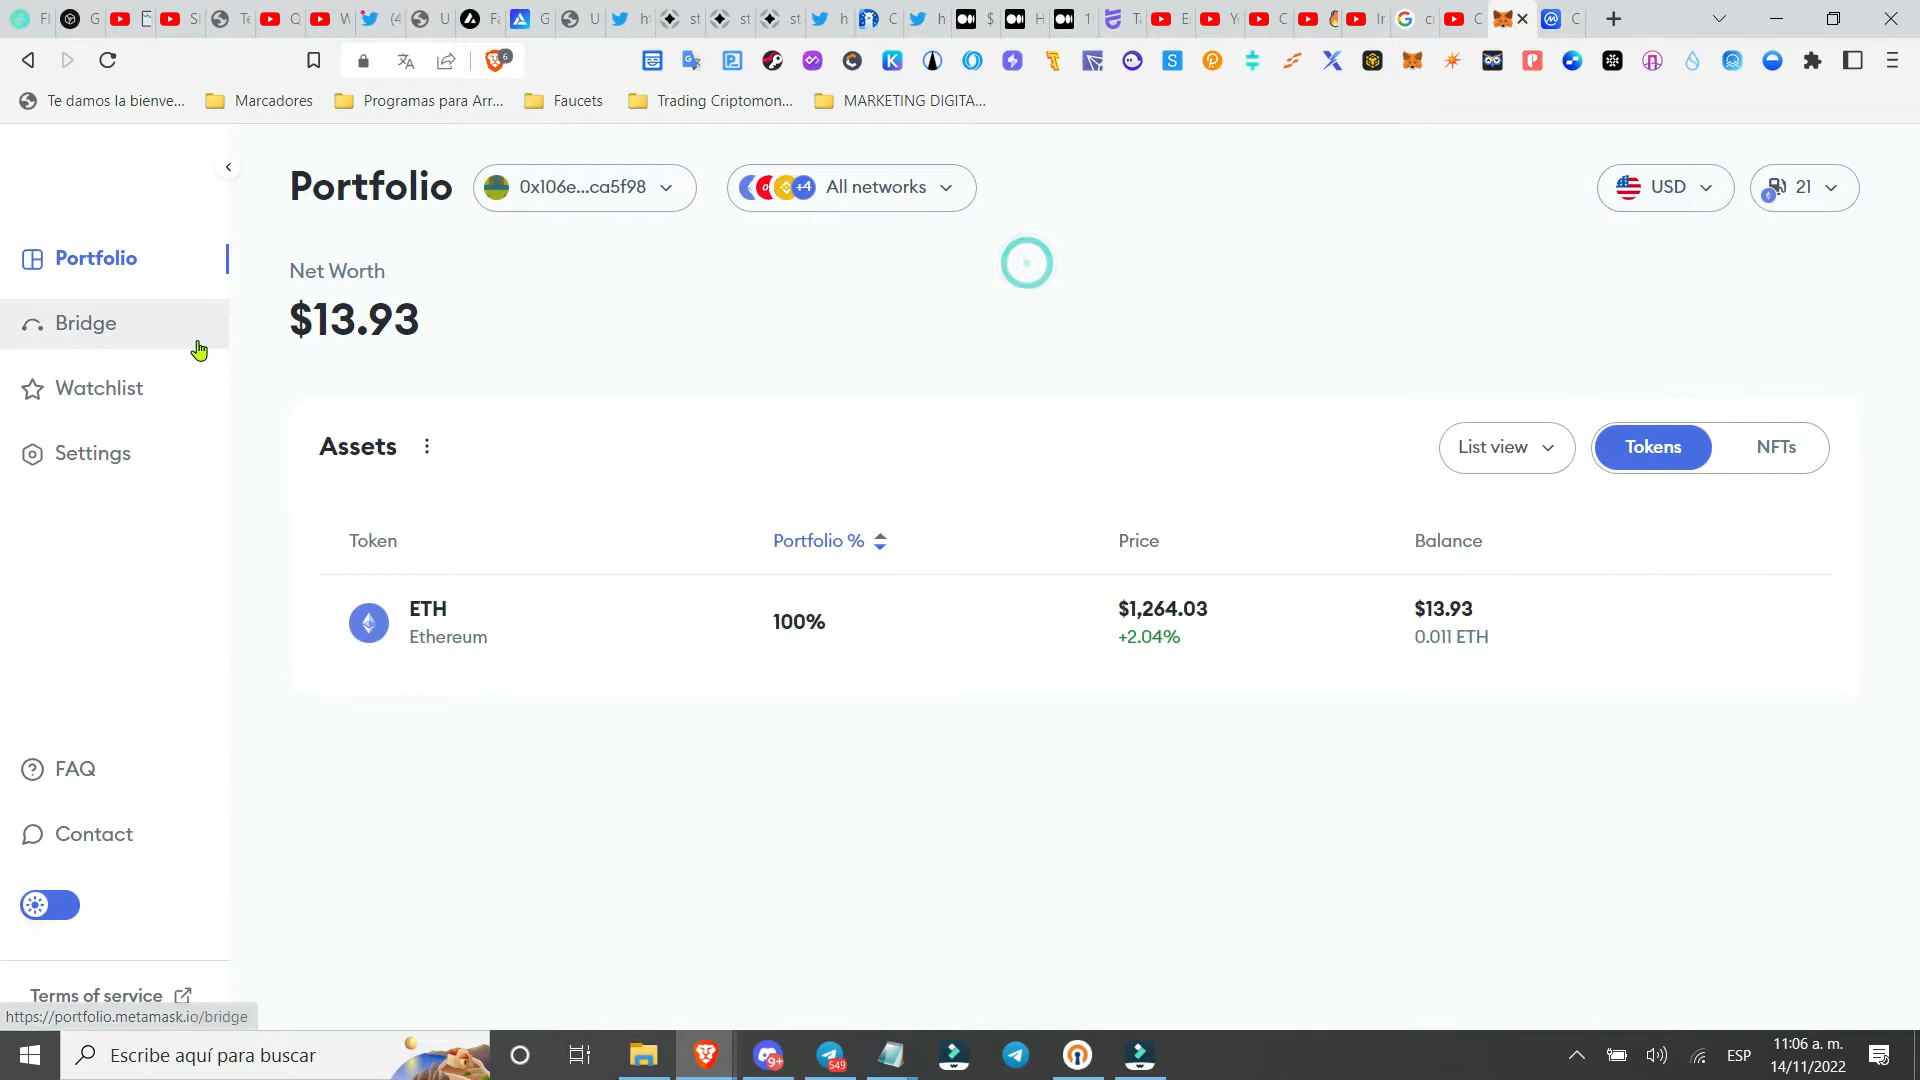 Te damos la bienve...
Marcadores
Programas para Arr...
Faucets
Trading Criptomon...
MARKETING DIGITA...
Portfolio
0x106e...ca5f98
+4
All networks
USD
21
Portfolio
Bridge
Watchlist
Settings
Net Worth
$13.93
Assets
List view
Tokens
NFTs
Token
Portfolio %
Price
Balance
ETH
Ethereum
100%
$1,264.03
+2.04%
$13.93
0.011 ETH
FAQ
Contact
Terms of service
https://portfolio.metamask.io/bridge
Escribe aquí para buscar
9+
549
ESP
11:06 a. m.
14/11/2022